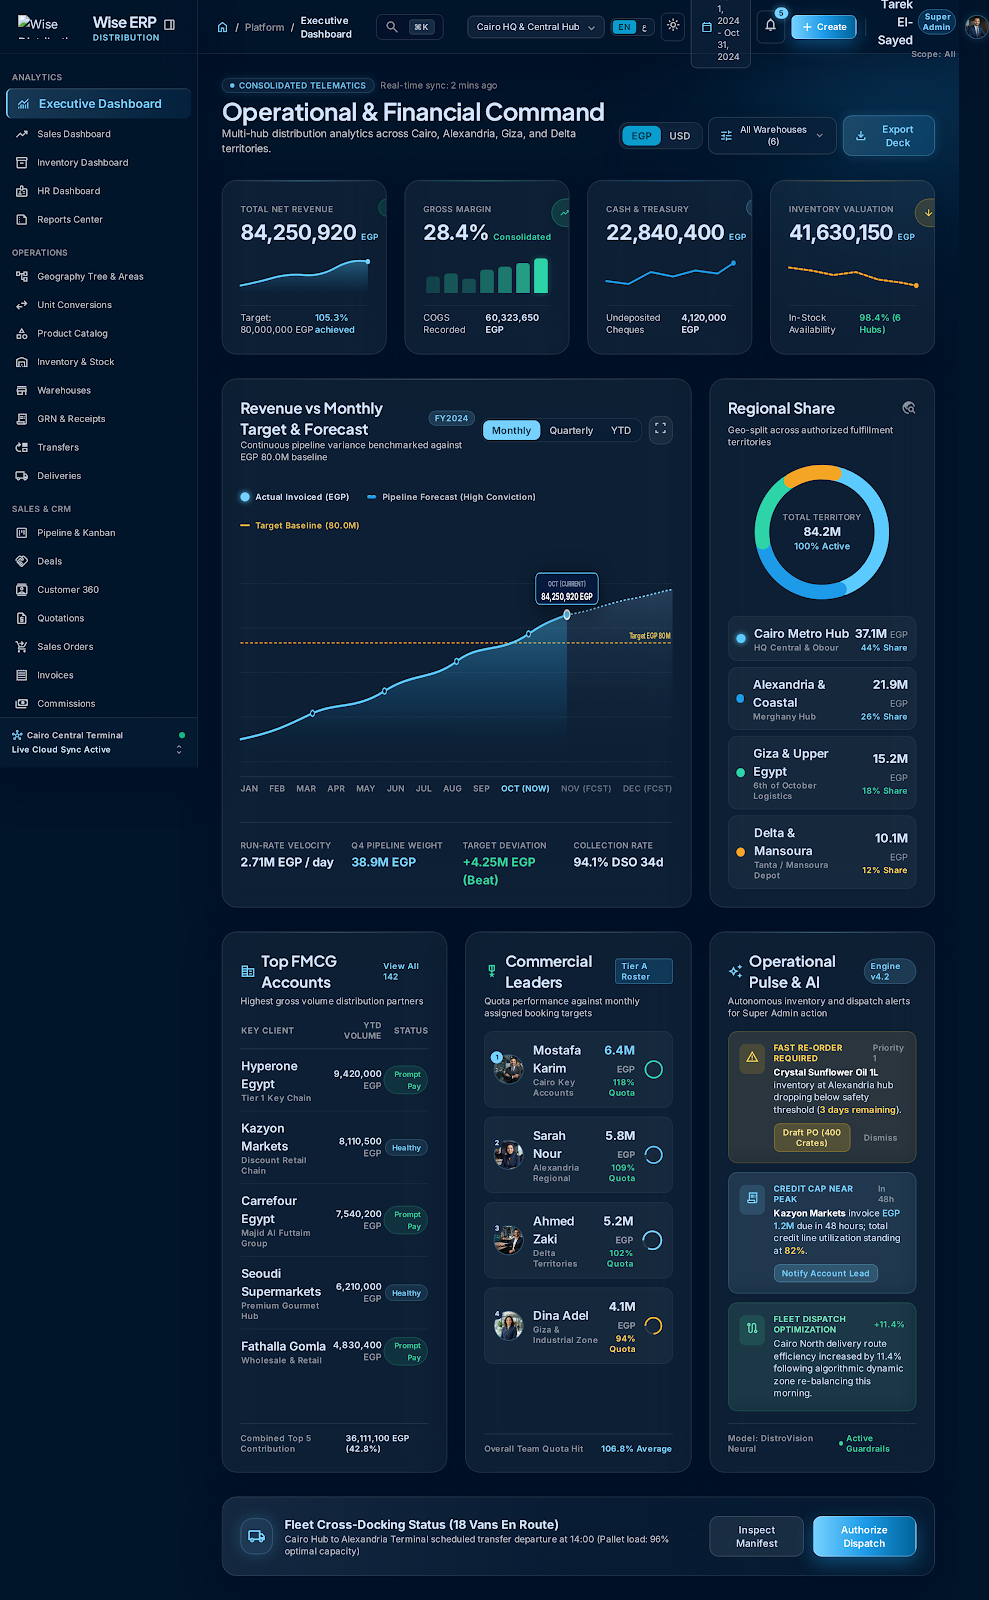 Wise
Wise ERP
DISTRIBUTION
Platform / Executive Dashboard
⌘K
Cairo HQ & Central Hub
EN ع
1, 2024 - Oct 31, 2024
5
+ Create
Tarek El-Sayed
Super Admin
Scope: All
ANALYTICS
Executive Dashboard
Sales Dashboard
Inventory Dashboard
HR Dashboard
Reports Center
OPERATIONS
Geography Tree & Areas
Unit Conversions
Product Catalog
Inventory & Stock
Warehouses
GRN & Receipts
Transfers
Deliveries
SALES & CRM
Pipeline & Kanban
Deals
Customer 360
Quotations
Sales Orders
Invoices
Commissions
Cairo Central Terminal
Live Cloud Sync Active
CONSOLIDATED TELEMATICS
Real-time sync: 2 mins ago
Operational & Financial Command
Multi-hub distribution analytics across Cairo, Alexandria, Giza, and Delta
territories.
EGP USD
All Warehouses
(6)
Export
Deck
TOTAL NET REVENUE
84,250,920 EGP
Target:
80,000,000 EGP
105.3%
achieved
GROSS MARGIN
28.4% Consolidated
COGS
Recorded
60,323,650
EGP
CASH & TREASURY
22,840,400 EGP
Undeposited
Cheques
4,120,000
EGP
INVENTORY VALUATION
41,630,150 EGP
In-Stock
Availability
98.4% (6
Hubs)
Revenue vs Monthly
Target & Forecast
FY2024
Continuous pipeline variance benchmarked against
EGP 80.0M baseline
Monthly Quarterly YTD
Actual Invoiced (EGP)
Pipeline Forecast (High Conviction)
Target Baseline (80.0M)
OCT (CURRENT)
84,250,920 EGP
Target EGP 80M
JAN FEB MAR APR MAY JUN JUL AUG SEP OCT (NOW) NOV (FCST) DEC (FCST)
RUN-RATE VELOCITY
2.71M EGP / day
Q4 PIPELINE WEIGHT
38.9M EGP
TARGET DEVIATION
+4.25M EGP
(Beat)
COLLECTION RATE
94.1% DSO 34d
Regional Share
Geo-split across authorized fulfillment
territories
TOTAL TERRITORY
84.2M
100% Active
Cairo Metro Hub 37.1M EGP
HQ Central & Obour 44% Share
Alexandria &
Coastal
Merghany Hub
21.9M
EGP
26% Share
Giza & Upper
Egypt
6th of October
Logistics
15.2M
EGP
18% Share
Delta &
Mansoura
Tanta / Mansoura
Depot
10.1M
EGP
12% Share
Top FMCG
Accounts
View All
142
Highest gross volume distribution partners
KEY CLIENT
YTD
VOLUME
STATUS
Hyperone
Egypt
Tier 1 Key Chain
9,420,000
EGP
Prompt
Pay
Kazyon
Markets
Discount Retail
Chain
8,110,500
EGP
Healthy
Carrefour
Egypt
Majid Al Futtaim
Group
7,540,200
EGP
Prompt
Pay
Seoudi
Supermarkets
Premium Gourmet
Hub
6,210,000
EGP
Healthy
Fathalla Gomla
Wholesale & Retail
4,830,400
EGP
Prompt
Pay
Combined Top 5
Contribution
36,111,100 EGP
(42.8%)
Commercial
Leaders
Tier A
Roster
Quota performance against monthly
assigned booking targets
1
Mostafa
Karim
Cairo Key
Accounts
6.4M
EGP
118%
Quota
2
Sarah
Nour
Alexandria
Regional
5.8M
EGP
109%
Quota
3
Ahmed
Zaki
Delta
Territories
5.2M
EGP
102%
Quota
4
Dina Adel
Giza &
Industrial Zone
4.1M
EGP
94%
Quota
Overall Team Quota Hit 106.8% Average
Operational
Pulse & AI
Engine
v4.2
Autonomous inventory and dispatch alerts
for Super Admin action
FAST RE-ORDER
REQUIRED
Priority
1
Crystal Sunflower Oil 1L
inventory at Alexandria hub
dropping below safety
threshold (3 days remaining).
Draft PO (400
Crates)
Dismiss
CREDIT CAP NEAR
PEAK
In
48h
Kazyon Markets invoice EGP
1.2M due in 48 hours; total
credit line utilization standing
at 82%.
Notify Account Lead
FLEET DISPATCH
OPTIMIZATION
+11.4%
Cairo North delivery route
efficiency increased by 11.4%
following algorithmic dynamic
zone re-balancing this
morning.
Model: DistroVision
Neural
Active
Guardrails
Fleet Cross-Docking Status (18 Vans En Route)
Cairo Hub to Alexandria Terminal scheduled transfer departure at 14:00 (Pallet load: 96%
optimal capacity)
Inspect
Manifest
Authorize
Dispatch